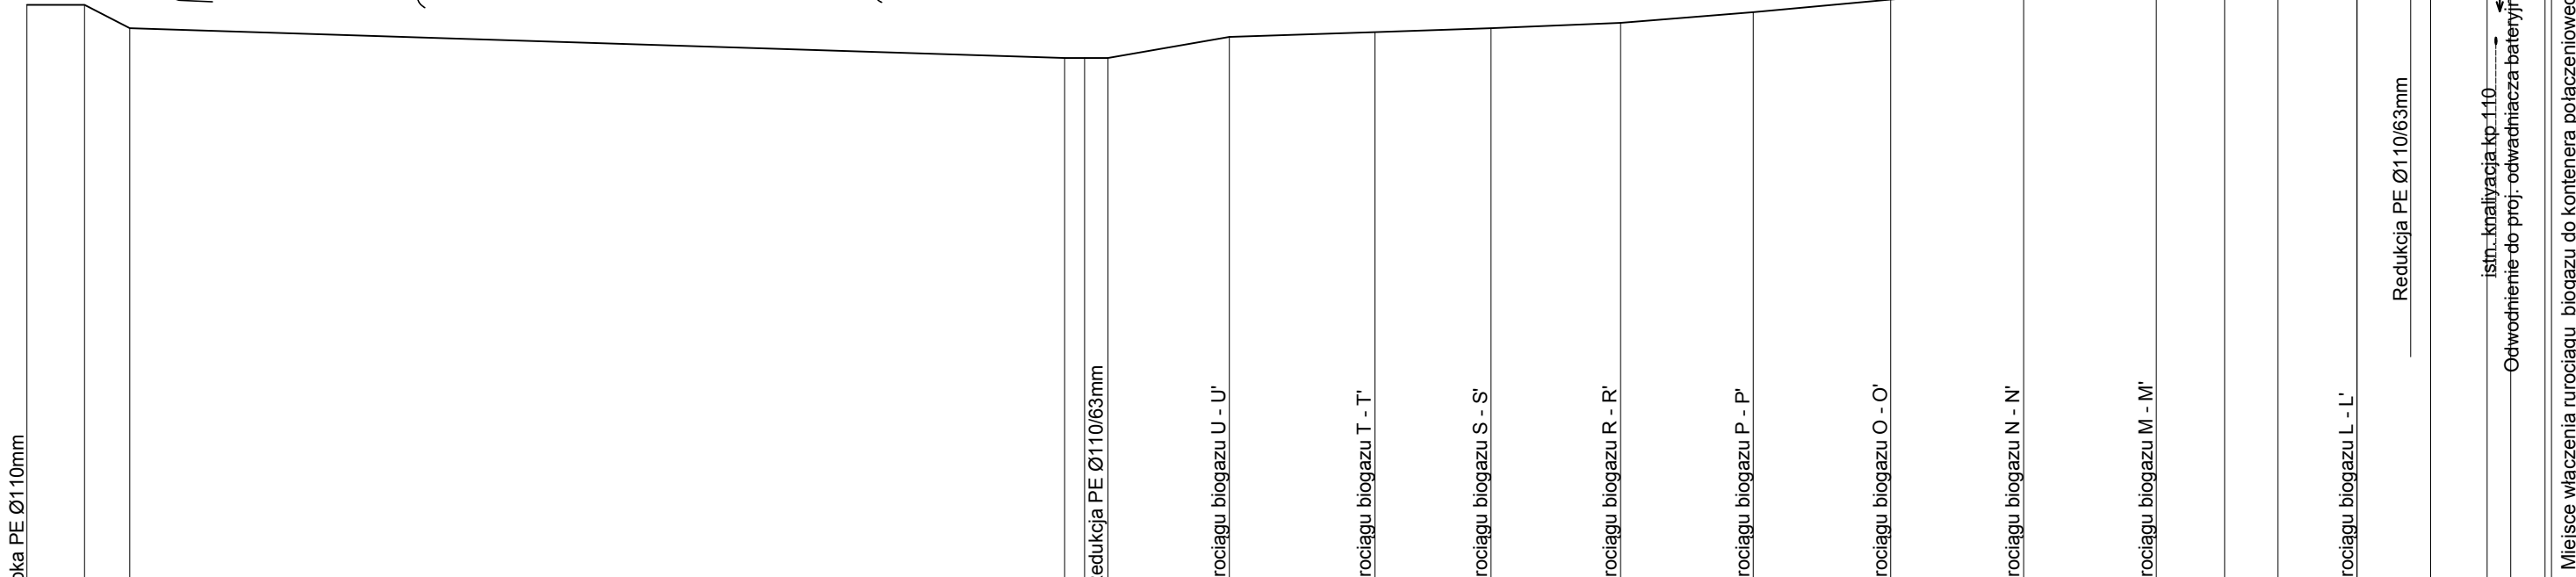 oka PE Ø110mm
edukcja PE Ø110/63mm
rociągu biogazu U - U'
rociągu biogazu T - T'
rociągu biogazu S - S'
rociągu biogazu R - R'
rociągu biogazu P - P'
rociągu biogazu O - O'
rociągu biogazu N - N'
rociągu biogazu M - M'
rociągu biogazu L - L'
Redukcja PE Ø110/63mm
istn. knaliyacja kp 110
Odwodnienie do proj. odwadniacza bateryjn
Miejsce włączenia rurociągu biogazu do kontenera połączenioweg